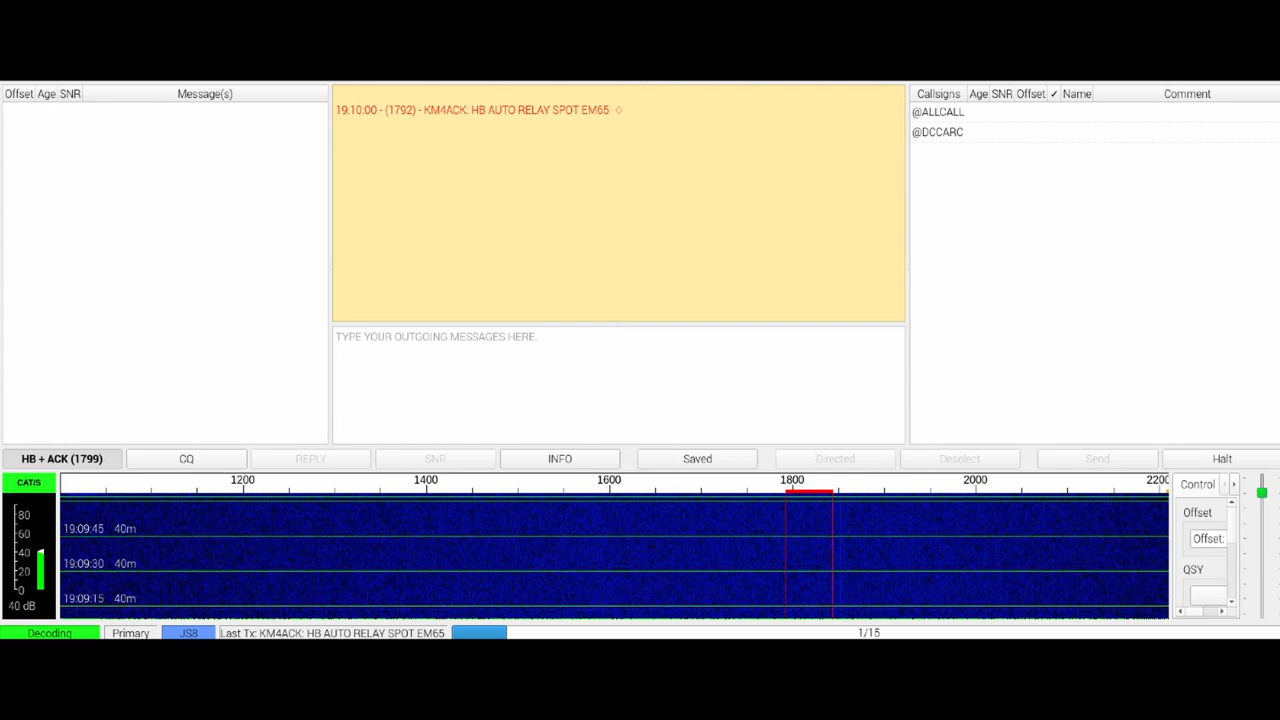 Offset Age SNR Message(s)
19:10:00 - (1792) - KM4ACK: HB AUTO RELAY SPOT EM65 ♢
TYPE YOUR OUTGOING MESSAGES HERE.
Callsigns Age SNR Offset ✓ Name Comment
@ALLCALL
@DCCARC
HB + ACK (1799) CQ REPLY SNR INFO Saved Directed Deselect Send Halt
CAT/S
80
60
40
20
0
40 dB
1200 1400 1600 1800 2000 2200
19:09:45 40m
19:09:30 40m
19:09:15 40m
Control
Offset
Offset:
QSY
Decoding Primary JS8 Last Tx: KM4ACK: HB AUTO RELAY SPOT EM65 1/15